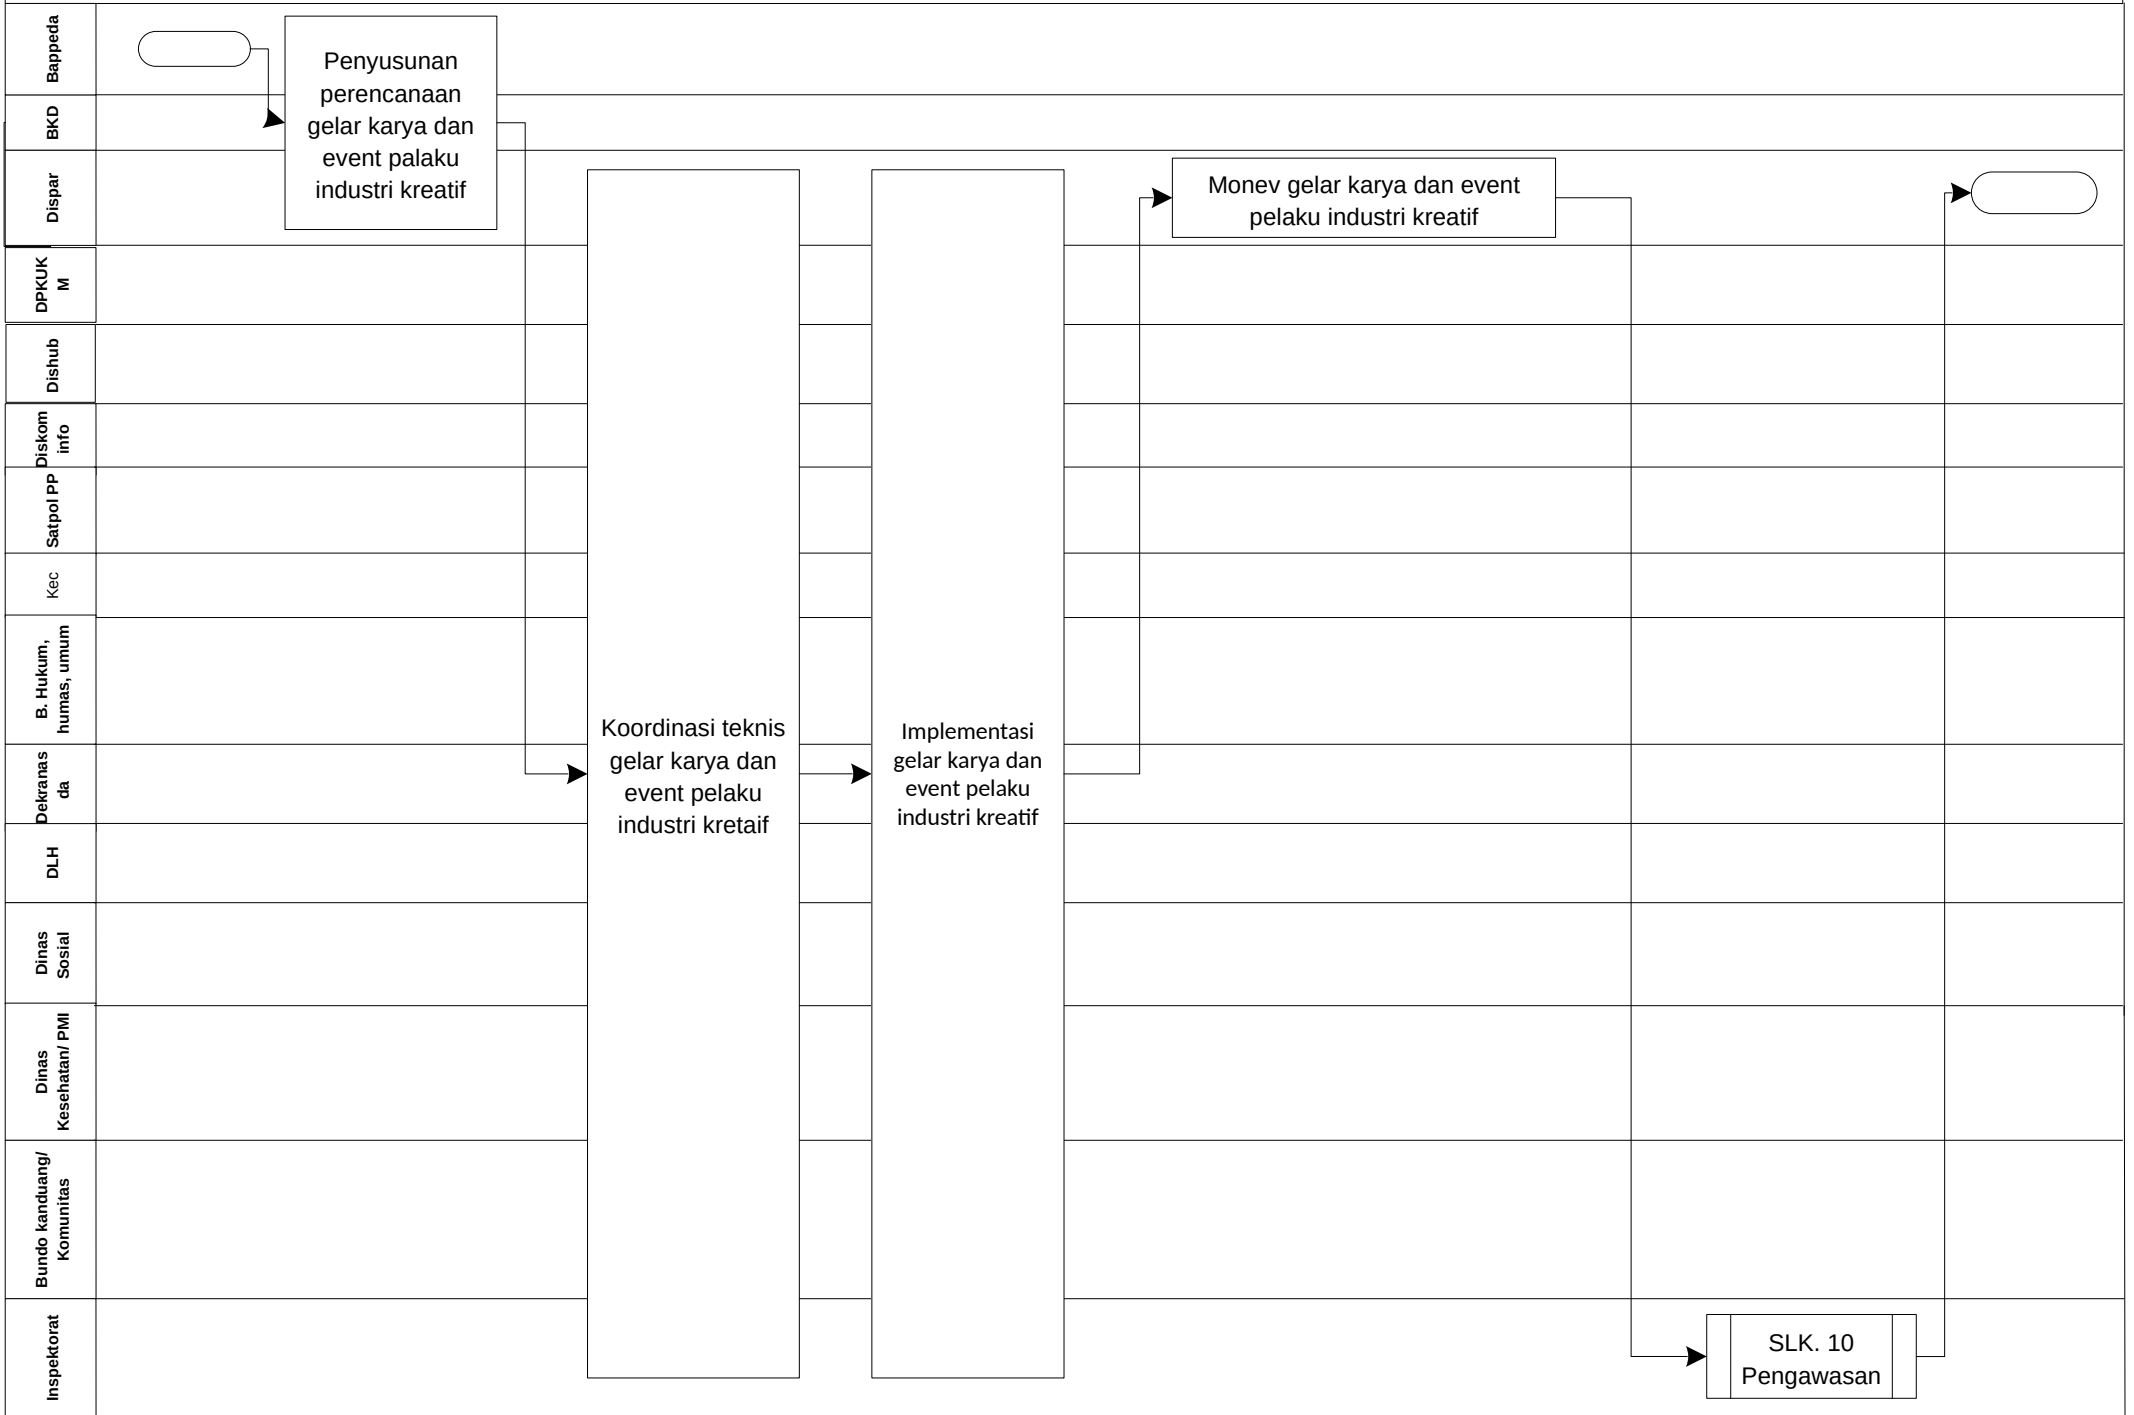 Bappeda
BKD
Dispar
DPKUK
M
Dishub
Diskom
info
Satpol PP
Kec
B. Hukum,
humas, umum
Dekranas
da
DLH
Dinas
Sosial
Dinas
Kesehatan/ PMI
Bundo kanduang/
Komunitas
Inspektorat
Penyusunan
perencanaan
gelar karya dan
event palaku
industri kreatif
Koordinasi teknis
gelar karya dan
event pelaku
industri kretaif
Implementasi
gelar karya dan
event pelaku
industri kreatif
Monev gelar karya dan event
pelaku industri kreatif
SLK. 10
Pengawasan